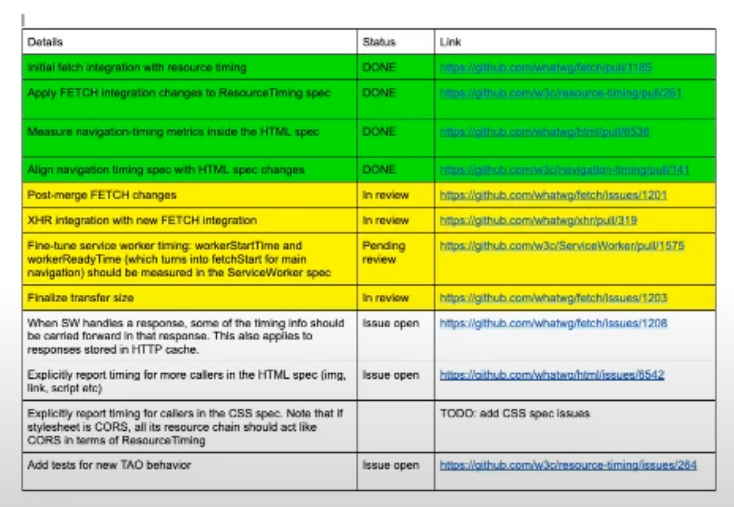 Details Status Link
Initial fetch integration with resource timing DONE https://github.com/whatwg/fetch/pull/1185
Apply FETCH integration changes to ResourceTiming spec DONE https://github.com/w3c/resource-timing/pull/261
Measure navigation-timing metrics inside the HTML spec DONE https://github.com/whatwg/html/pull/6536
Align navigation timing spec with HTML spec changes DONE https://github.com/w3c/navigation-timing/pull/141
Post-merge FETCH changes In review https://github.com/whatwg/fetch/issues/1201
XHR integration with new FETCH integration In review https://github.com/whatwg/xhr/pull/319
Fine-tune service worker timing: workerStartTime and Pending https://github.com/w3c/ServiceWorker/pull/1575
workerReadyTime (which turns into fetchStart for main review
navigation) should be measured in the ServiceWorker spec
Finalize transfer size In review https://github.com/whatwg/fetch/issues/1203
When SW handles a response, some of the timing info should Issue open https://github.com/whatwg/fetch/issues/1208
be carried forward in that response. This also applies to
responses stored in HTTP cache.
Explicitly report timing for more callers in the HTML spec (img, Issue open https://github.com/whatwg/html/issues/6542
link, script etc)
Explicitly report timing for callers in the CSS spec. Note that if TODO: add CSS spec issues
stylesheet is CORS, all its resource chain should act like
CORS in terms of ResourceTiming
Add tests for new TAO behavior Issue open https://github.com/w3c/resource-timing/issues/264